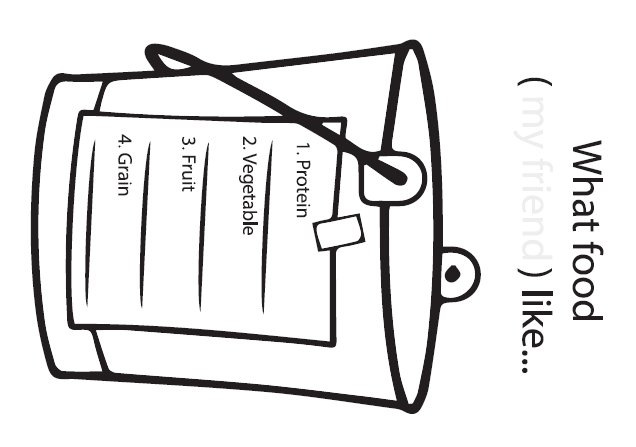 What food
( my friend ) like...
1. Protein
2. Vegetable
3. Fruit
4. Grain